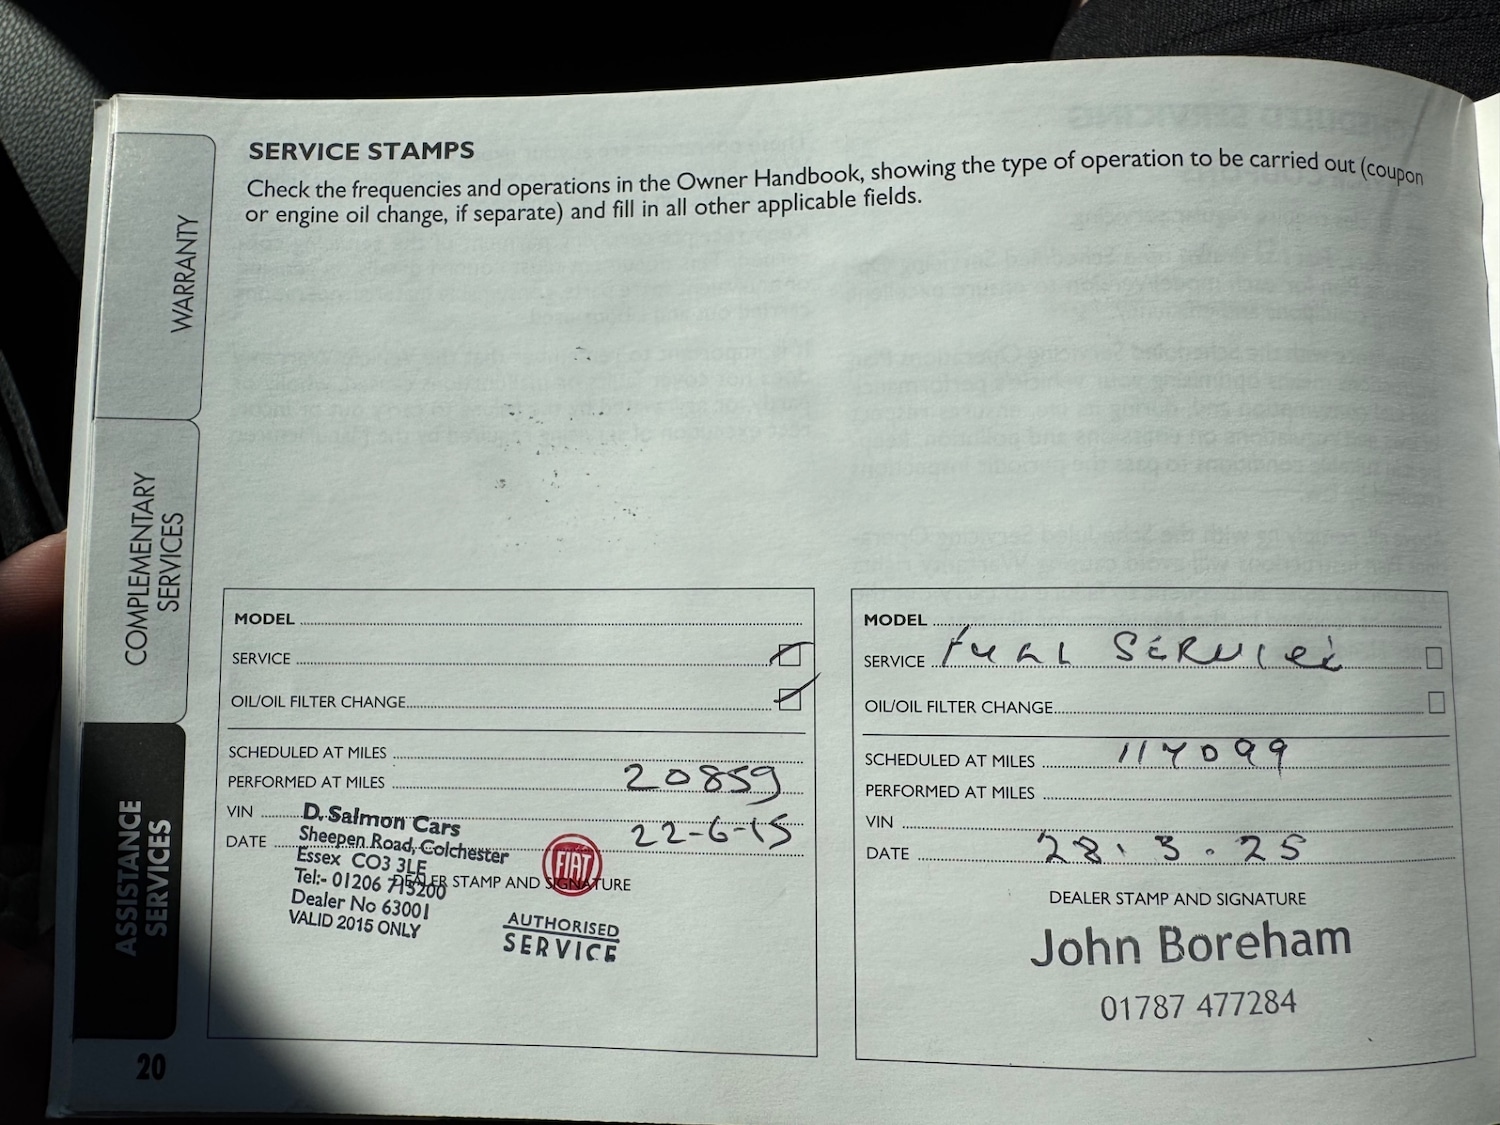 SERVICE STAMPS
Check the frequencies and operations in the Owner Handbook, showing the type of operation to be carried out (coupon
or engine oil change, if separate) and fill in all other applicable fields.
WARRANTY
COMPLEMENTARY
SERVICES
ASSISTANCE
SERVICES
MODEL
SERVICE
OIL/OIL FILTER CHANGE
SCHEDULED AT MILES
PERFORMED AT MILES 20859
VIN
DATE 22-6-15
D. Salmon Cars
Sheepen Road, Colchester
Essex CO3 3LE
Tel:- 01206 715200
Dealer No 63001
VALID 2015 ONLY
DEALER STAMP AND SIGNATURE
FIAT
AUTHORISED
SERVICE
MODEL
SERVICE FULL SERVICE
OIL/OIL FILTER CHANGE
SCHEDULED AT MILES 117099
PERFORMED AT MILES
VIN
DATE 28.3.25
DEALER STAMP AND SIGNATURE
John Boreham
01787 477284
20